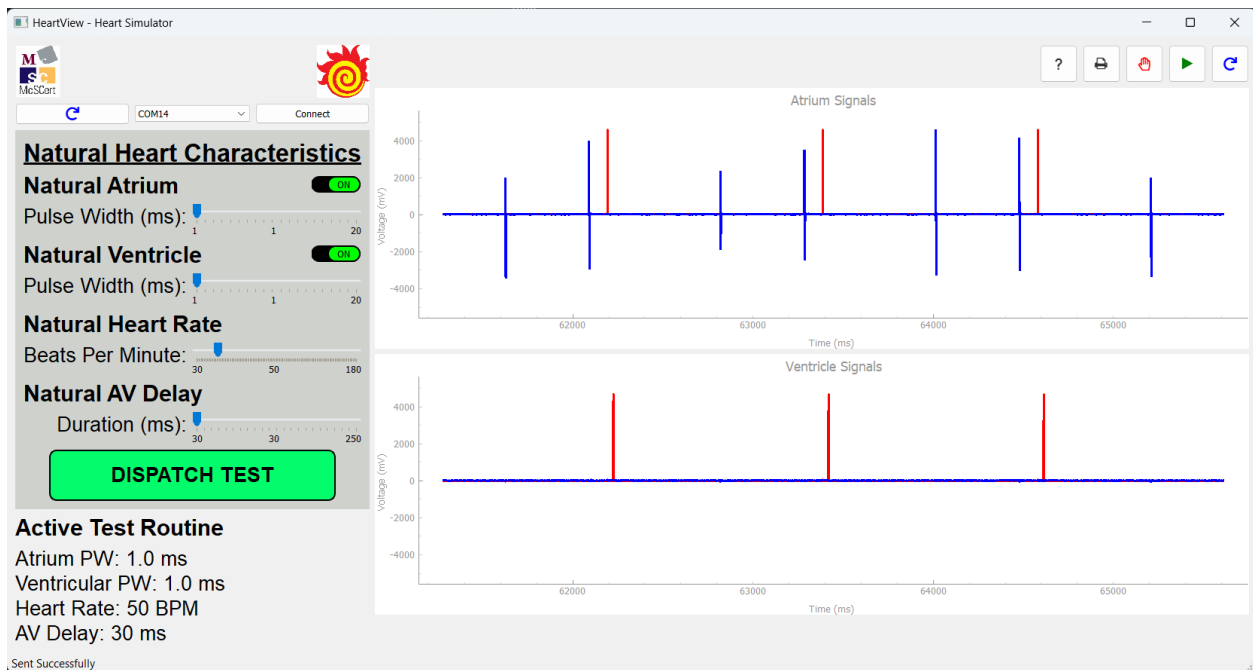 HeartView - Heart Simulator
M
SC
McSCert
COM14
Connect
Natural Heart Characteristics
Natural Atrium
ON
Pulse Width (ms):
1 1 20
Natural Ventricle
ON
Pulse Width (ms):
1 1 20
Natural Heart Rate
Beats Per Minute:
30 50 180
Natural AV Delay
Duration (ms):
30 30 250
DISPATCH TEST
Active Test Routine
Atrium PW: 1.0 ms
Ventricular PW: 1.0 ms
Heart Rate: 50 BPM
AV Delay: 30 ms
Sent Successfully
?
Atrium Signals
Voltage (mV)
4000
2000
0
-2000
-4000
62000 63000 64000 65000
Time (ms)
Ventricle Signals
Voltage (mV)
4000
2000
0
-2000
-4000
62000 63000 64000 65000
Time (ms)